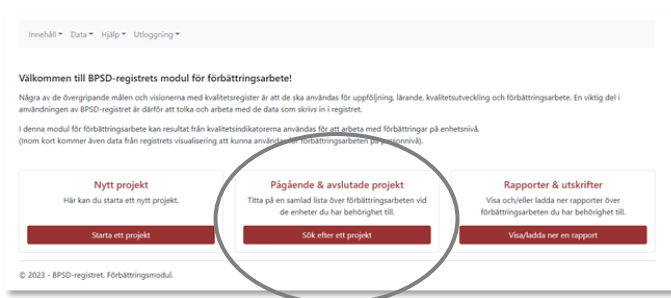 Innehåll Data Hjälp Utloggning
Välkommen till BPSD-registrets modul för förbättringsarbete!
Några av de övergripande målen och visionerna med kvalitetsregister är att de ska användas för uppföljning, lärande, kvalitetsutveckling och förbättringsarbete. En viktig del i
användningen av BPSD-registret är därför att tolka och arbeta med de data som skrivs in i registret.
I denna modul för förbättringsarbete kan resultat från kvalitetsindikatorerna användas för att arbeta med förbättringar på enhetsnivå.
(Inom kort kommer även data från registrets visualisering att kunna användas för förbättringsarbeten på personnivå).
Nytt projekt
Här kan du starta ett nytt projekt.
Starta ett projekt
Pågående & avslutade projekt
Titta på en samlad lista över förbättringsarbeten vid
de enheter du har behörighet till.
Sök efter ett projekt
Rapporter & utskrifter
Visa och/eller ladda ner rapporter över
förbättringsarbeten du har behörighet till.
Visa/ladda ner en rapport
© 2023 - BPSD-registret. Förbättringsmodul.